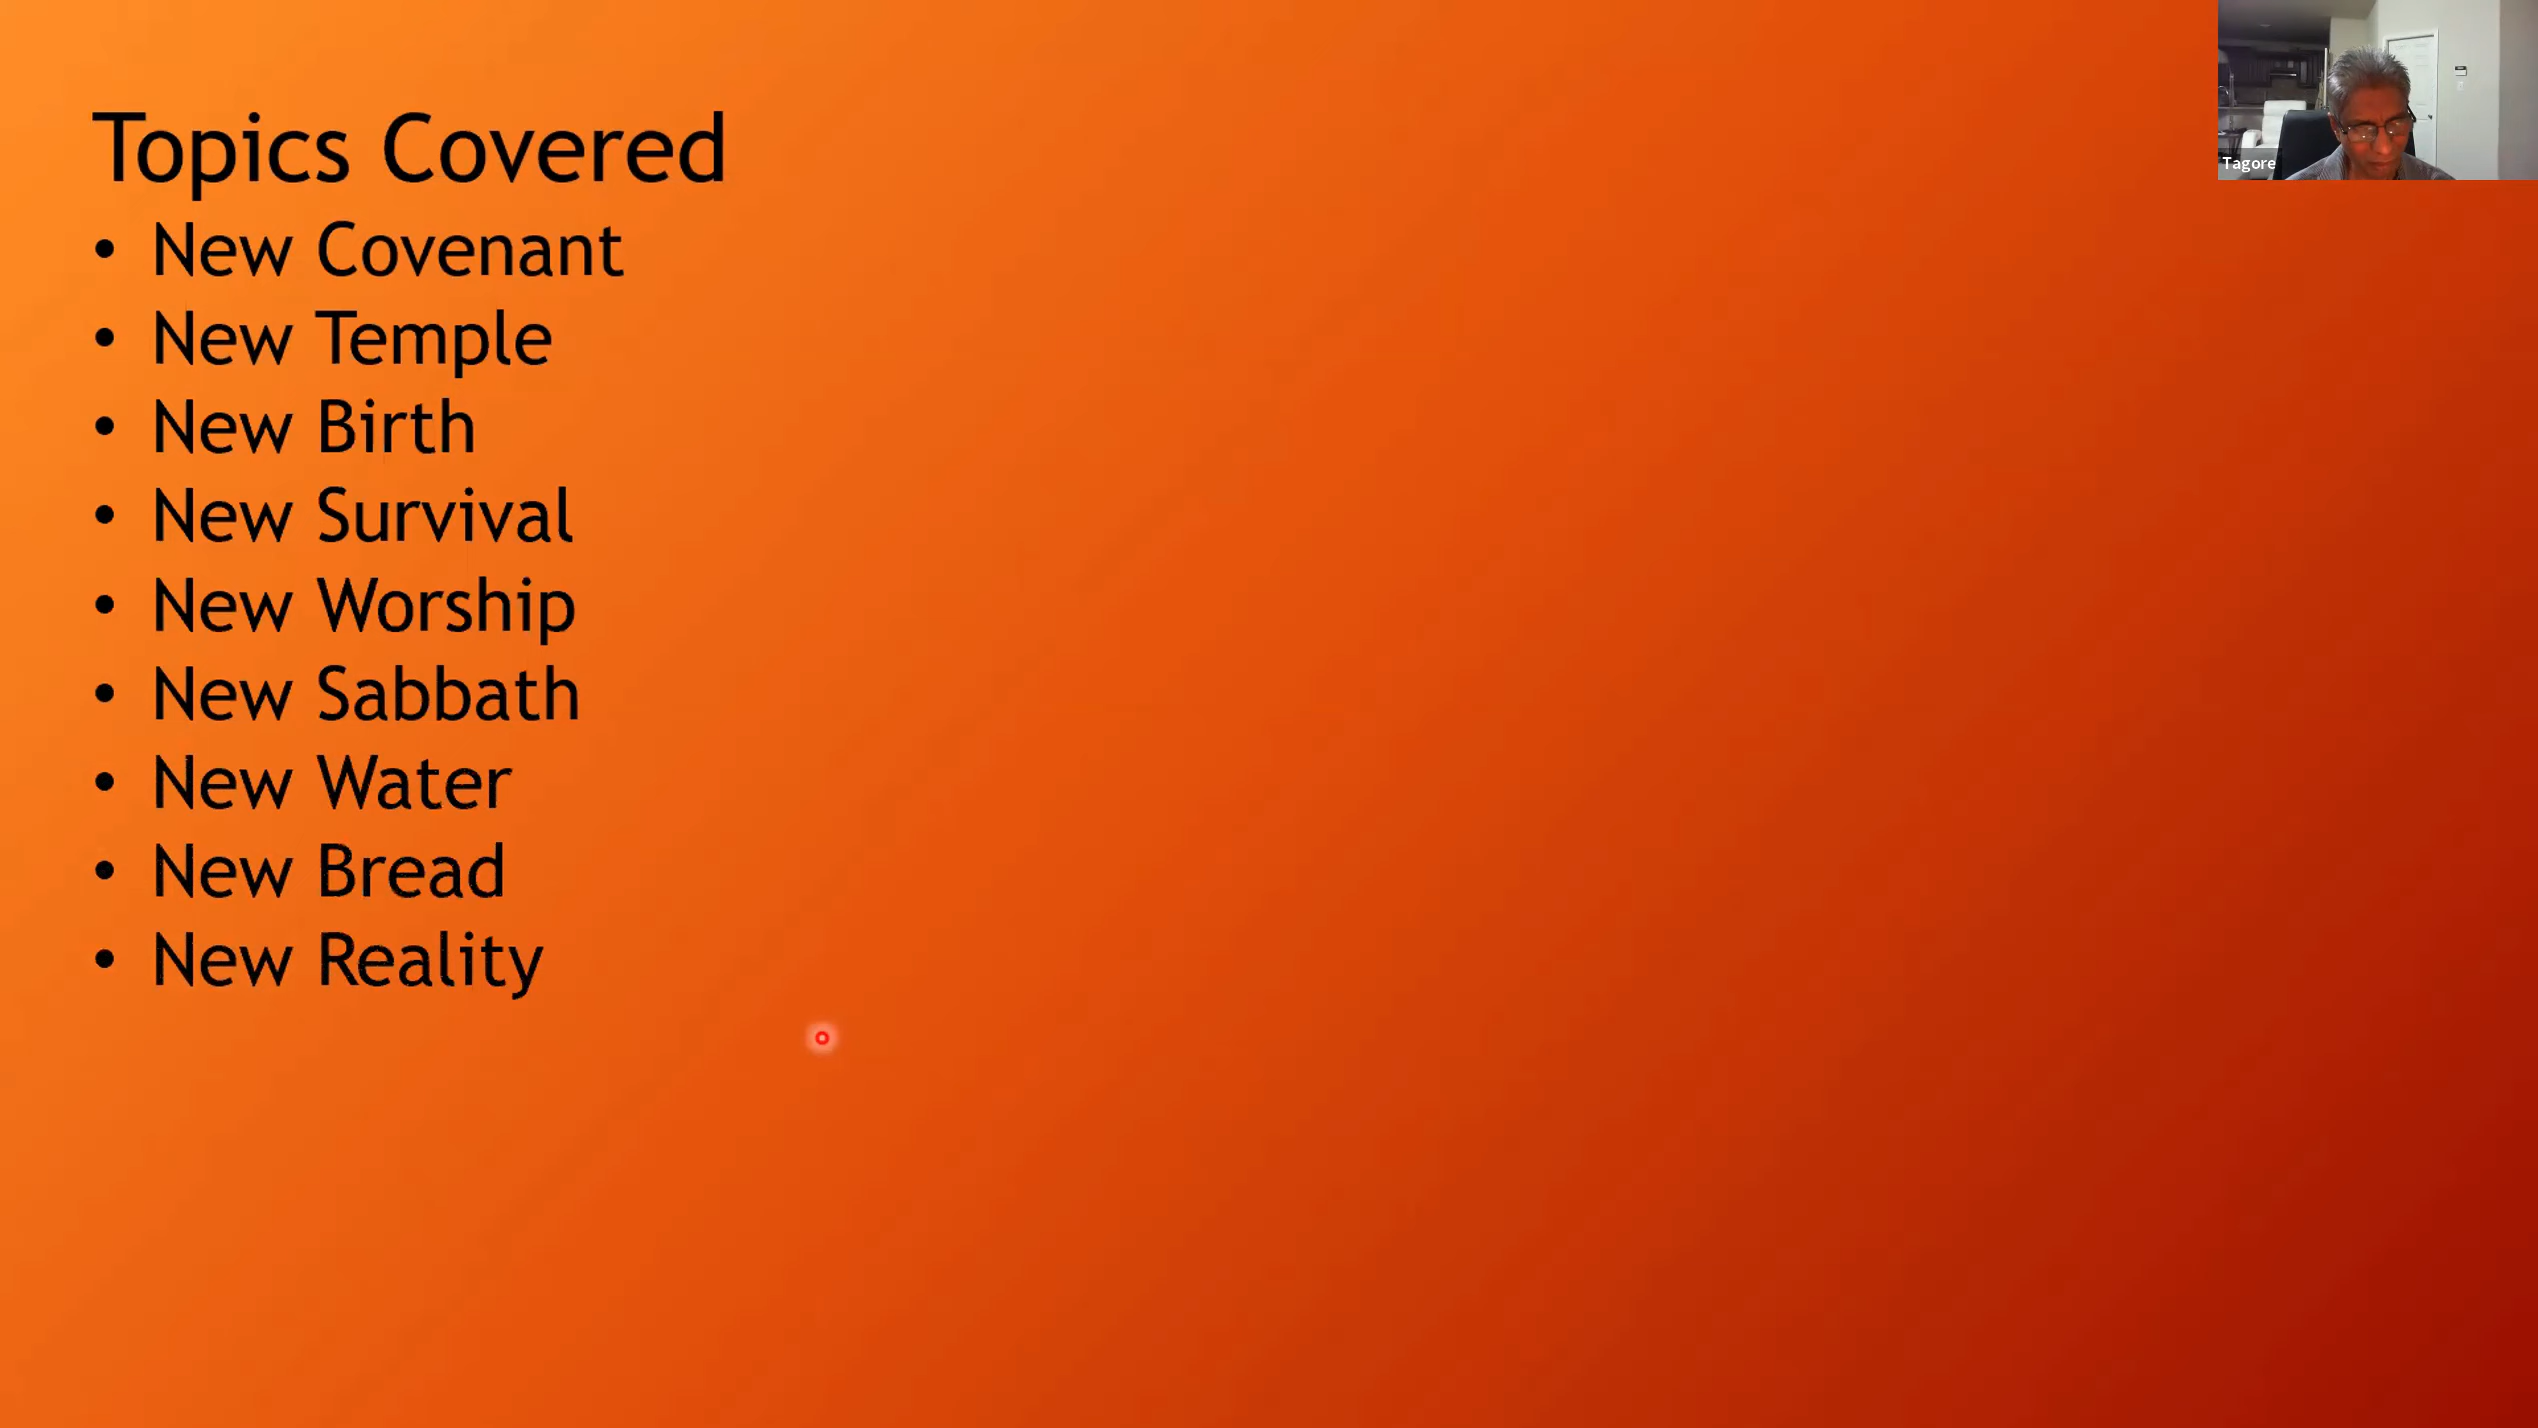 Topics Covered
• New Covenant
• New Temple
• New Birth
• New Survival
• New Worship
• New Sabbath
• New Water
• New Bread
• New Reality
Tagore